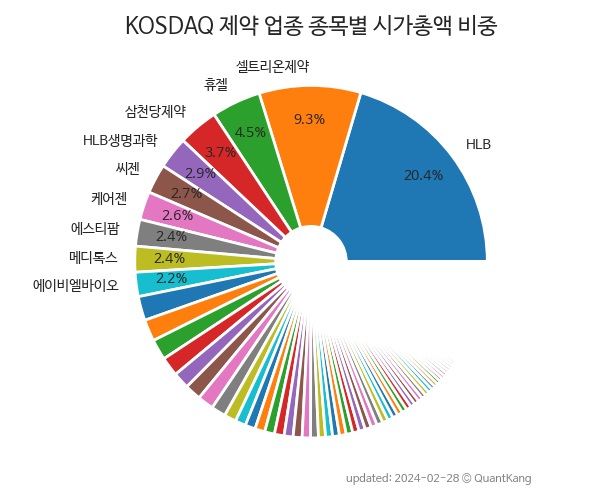 KOSDAQ 제약 업종 종목별 시가총액 비중
HLB
20.4%
셀트리온제약
9.3%
휴젤
4.5%
삼천당제약
3.7%
HLB생명과학
2.9%
씨젠
2.7%
케어젠
2.6%
에스티팜
2.4%
메디톡스
2.4%
에이비엘바이오
2.2%
updated: 2024-02-28 © QuantKang